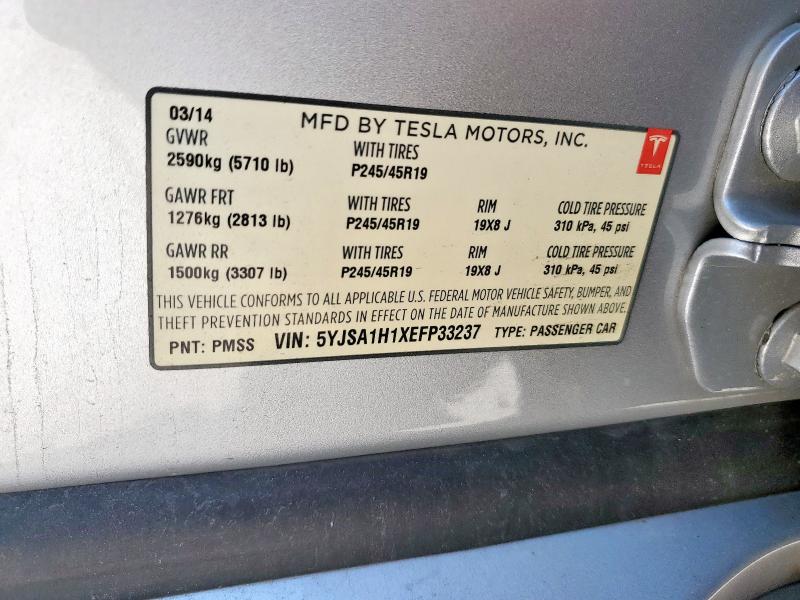 03/14
MFD BY TESLA MOTORS, INC.
TESLA
GVWR
2590kg (5710 lb)
WITH TIRES
P245/45R19
GAWR FRT
1276kg (2813 lb)
WITH TIRES
P245/45R19
RIM
19X8 J
COLD TIRE PRESSURE
310 kPa, 45 psi
GAWR RR
1500kg (3307 lb)
WITH TIRES
P245/45R19
RIM
19X8 J
COLD TIRE PRESSURE
310 kPa, 45 psi
THIS VEHICLE CONFORMS TO ALL APPLICABLE U.S. FEDERAL MOTOR VEHICLE SAFETY, BUMPER, AND
THEFT PREVENTION STANDARDS IN EFFECT ON THE DATE OF MANUFACTURE SHOWN ABOVE.
PNT: PMSS VIN: 5YJSA1H1XEFP33237 TYPE: PASSENGER CAR